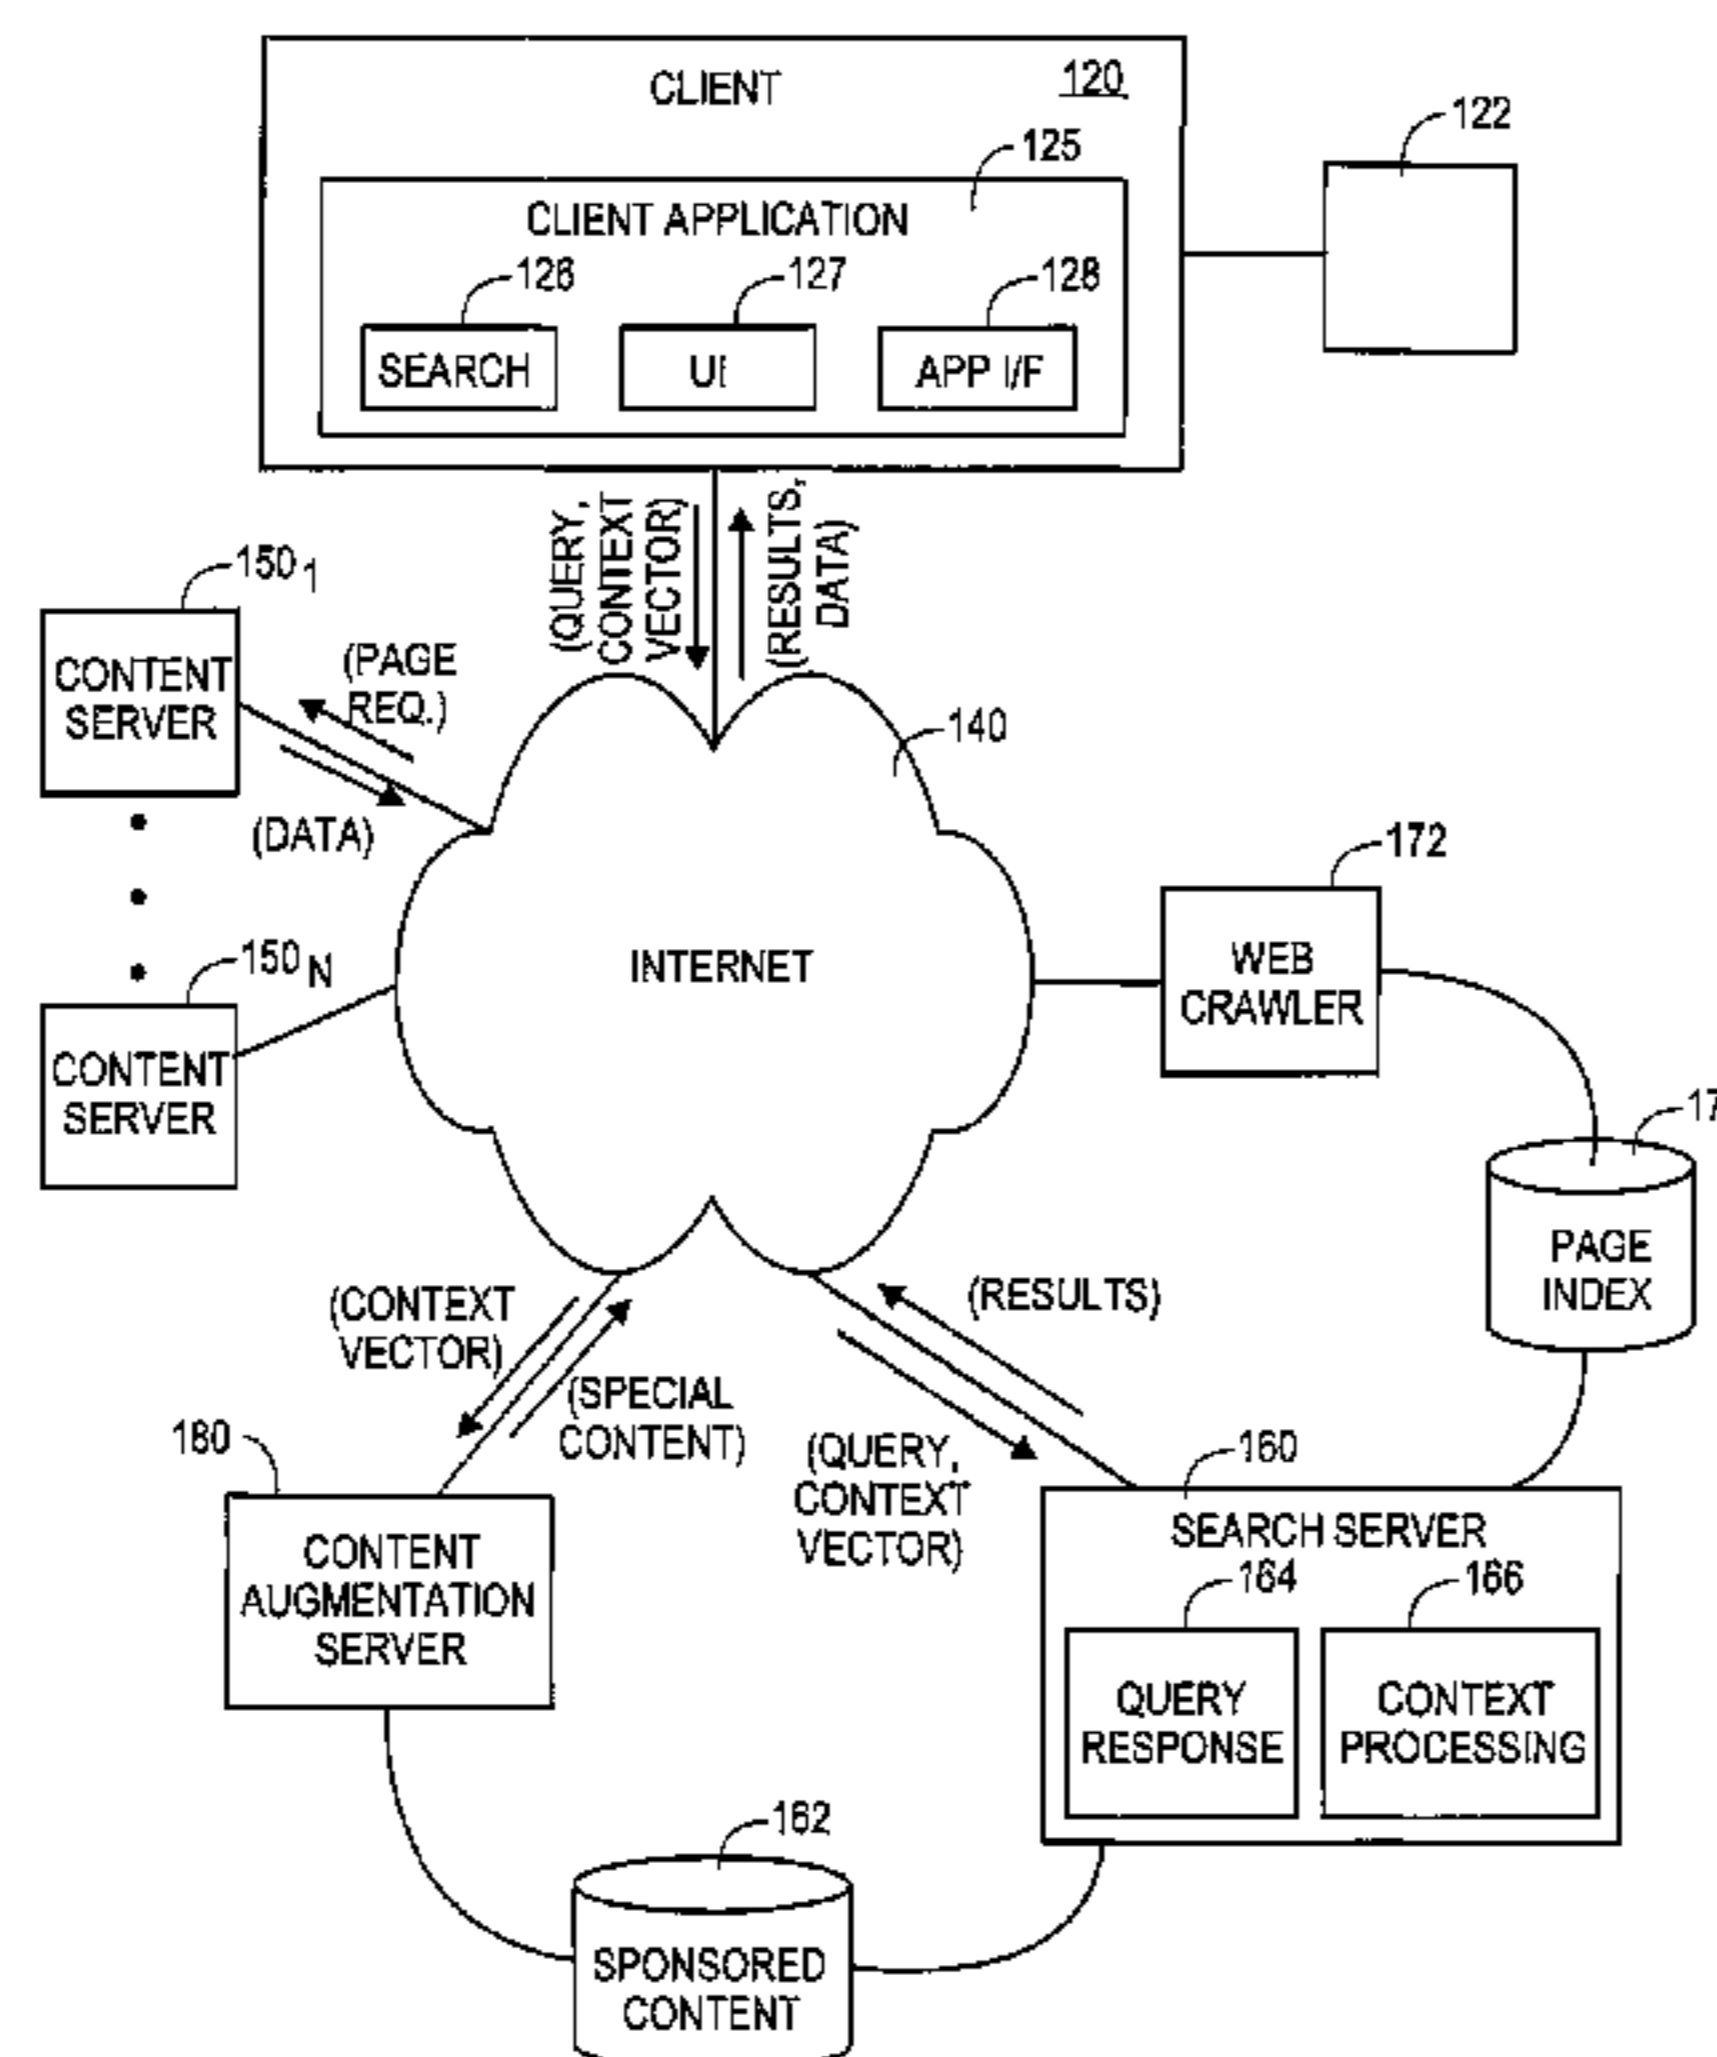 CLIENT
120
122
125
CLIENT APPLICATION
126
127
128
SEARCH
UI
APP I/F
(QUERY,
CONTEXT
VECTOR)
(RESULTS,
DATA)
150 1
CONTENT
SERVER
(PAGE
REQ.)
(DATA)
140
150 N
CONTENT
SERVER
INTERNET
172
WEB
CRAWLER
17
PAGE
INDEX
(CONTEXT
VECTOR)
(SPECIAL
CONTENT)
(RESULTS)
(QUERY,
CONTEXT
VECTOR)
180
CONTENT
AUGMENTATION
SERVER
160
SEARCH SERVER
164
166
QUERY
RESPONSE
CONTEXT
PROCESSING
162
SPONSORED
CONTENT